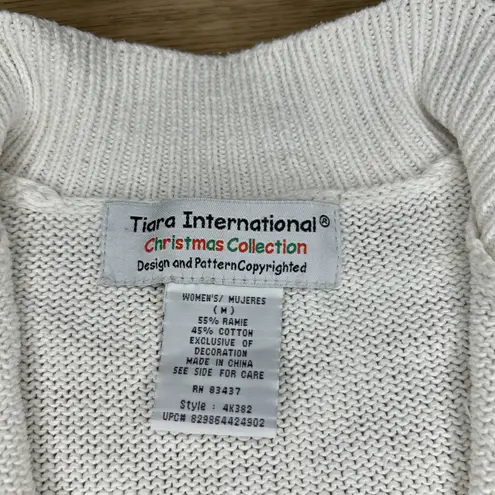 Tiara International®
Christmas Collection
Design and Pattern Copyrighted
WOMEN'S/ MUJERES
(M)
55% RAMIE
45% COTTON
EXCLUSIVE OF
DECORATION
MADE IN CHINA
SEE SIDE FOR CARE
RN 83437
Style : 4K382
UPC# 829864424902